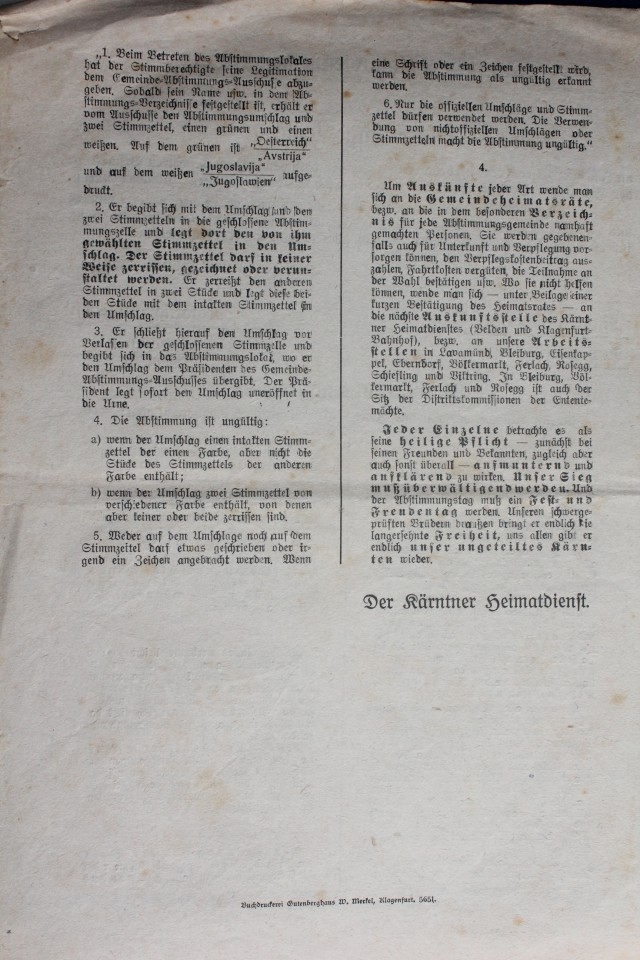 „1. Beim Betreten des Abstimmungslokales
hat der Stimmberechtigte seine Legitimation
dem Gemeinde-Abstimmungs-Ausschusse abzu-
geben. Sobald sein Name usw. in dem Ab-
stimmungs-Verzeichnisse festgestellt ist, erhält er
vom Ausschusse den Abstimmungsumschlag und
zwei Stimmzettel, einen grünen und einen
weißen. Auf dem grünen ist „Oesterreich“
„Avstrija“
und auf dem weißen „Jugoslavija“ aufge-
„Jugoslawien“
druckt.
2. Er begibt sich mit dem Umschlag und den
zwei Stimmzetteln in die geschlossene Abstim-
mungszelle und legt dort den von ihm
gewählten Stimmzettel in den Um-
schlag. Der Stimmzettel darf in keiner
Weise zerrissen, gezeichnet oder verun-
staltet werden. Er zerreißt den anderen
Stimmzettel in zwei Stücke und legt diese bei-
den Stücke mit dem intakten Stimmzettel in
den Umschlag.
3. Er schließt hierauf den Umschlag vor
Verlassen der geschlossenen Stimmzelle und
begibt sich in das Abstimmungslokal, wo er
den Umschlag dem Präsidenten des Gemeinde-
Abstimmungs-Ausschusses übergibt. Der Prä-
sident legt sofort den Umschlag uneröffnet in
die Urne.
4. Die Abstimmung ist ungültig:
a) wenn der Umschlag einen intakten Stimm-
zettel der einen Farbe, aber nicht die
Stücke des Stimmzettels der anderen
Farbe enthält;
b) wenn der Umschlag zwei Stimmzettel von
verschiedener Farbe enthält, von denen
aber keiner oder beide zerrissen sind.
5. Weder auf dem Umschlage noch auf dem
Stimmzettel darf etwas geschrieben oder ir-
gend ein Zeichen angebracht werden. Wenn
eine Schrift oder ein Zeichen festgestellt wird,
kann die Abstimmung als ungültig erkannt
werden.
6. Nur die offiziellen Umschläge und Stimm-
zettel dürfen verwendet werden. Die Verwen-
dung von nichtoffiziellen Umschlägen oder
Stimmzetteln macht die Abstimmung ungültig.“
4.
Um Auskünfte jeder Art wende man
sich an die Gemeindeheimatsräte,
bezw. an die in dem besonderen Verzeich-
nis für jede Abstimmungsgemeinde namhaft
gemachten Personen. Sie werden gegebenen-
falls auch für Unterkunft und Verpflegung vor-
sorgen können, den Verpflegskostenbeitrag aus-
zahlen, Fahrtkosten vergüten, die Teilnahme an
der Wahl bestätigen usw. Wo sie nicht helfen
können, wende man sich — unter Beilage einer
kurzen Bestätigung des Heimatsrates — an
die nächste Auskunftsstelle des Kärnt-
ner Heimatdienstes (Velden und Klagenfurt-
Bahnhof), bezw. an unsere Arbeits-
stellen in Lavamünd, Bleiburg, Eisenkap-
pel, Eberndorf, Völkermarkt, Ferlach, Rosegg,
Schiefling und Viktring. In Bleiburg, Völ-
kermarkt, Ferlach und Rosegg ist auch der
Sitz der Distriktskommissionen der Entente-
mächte.
Jeder Einzelne betrachte es als
seine heilige Pflicht — zunächst bei
seinen Freunden und Bekannten, zugleich aber
auch sonst überall — aufmunternd und
aufklärend zu wirken. Unser Sieg
muß überwältigend werden. Und
der Abstimmungstag muß ein Fest- und
Freudentag werden. Unseren schwerge-
prüften Brüdern draußen bringt er endlich die
langersehnte Freiheit, uns allen gibt er
endlich unser ungeteiltes Kärn-
ten wieder.
Der Kärntner Heimatdienst.
Buchdruckerei Gutenberghaus W. Merkel, Klagenfurt. 5651.